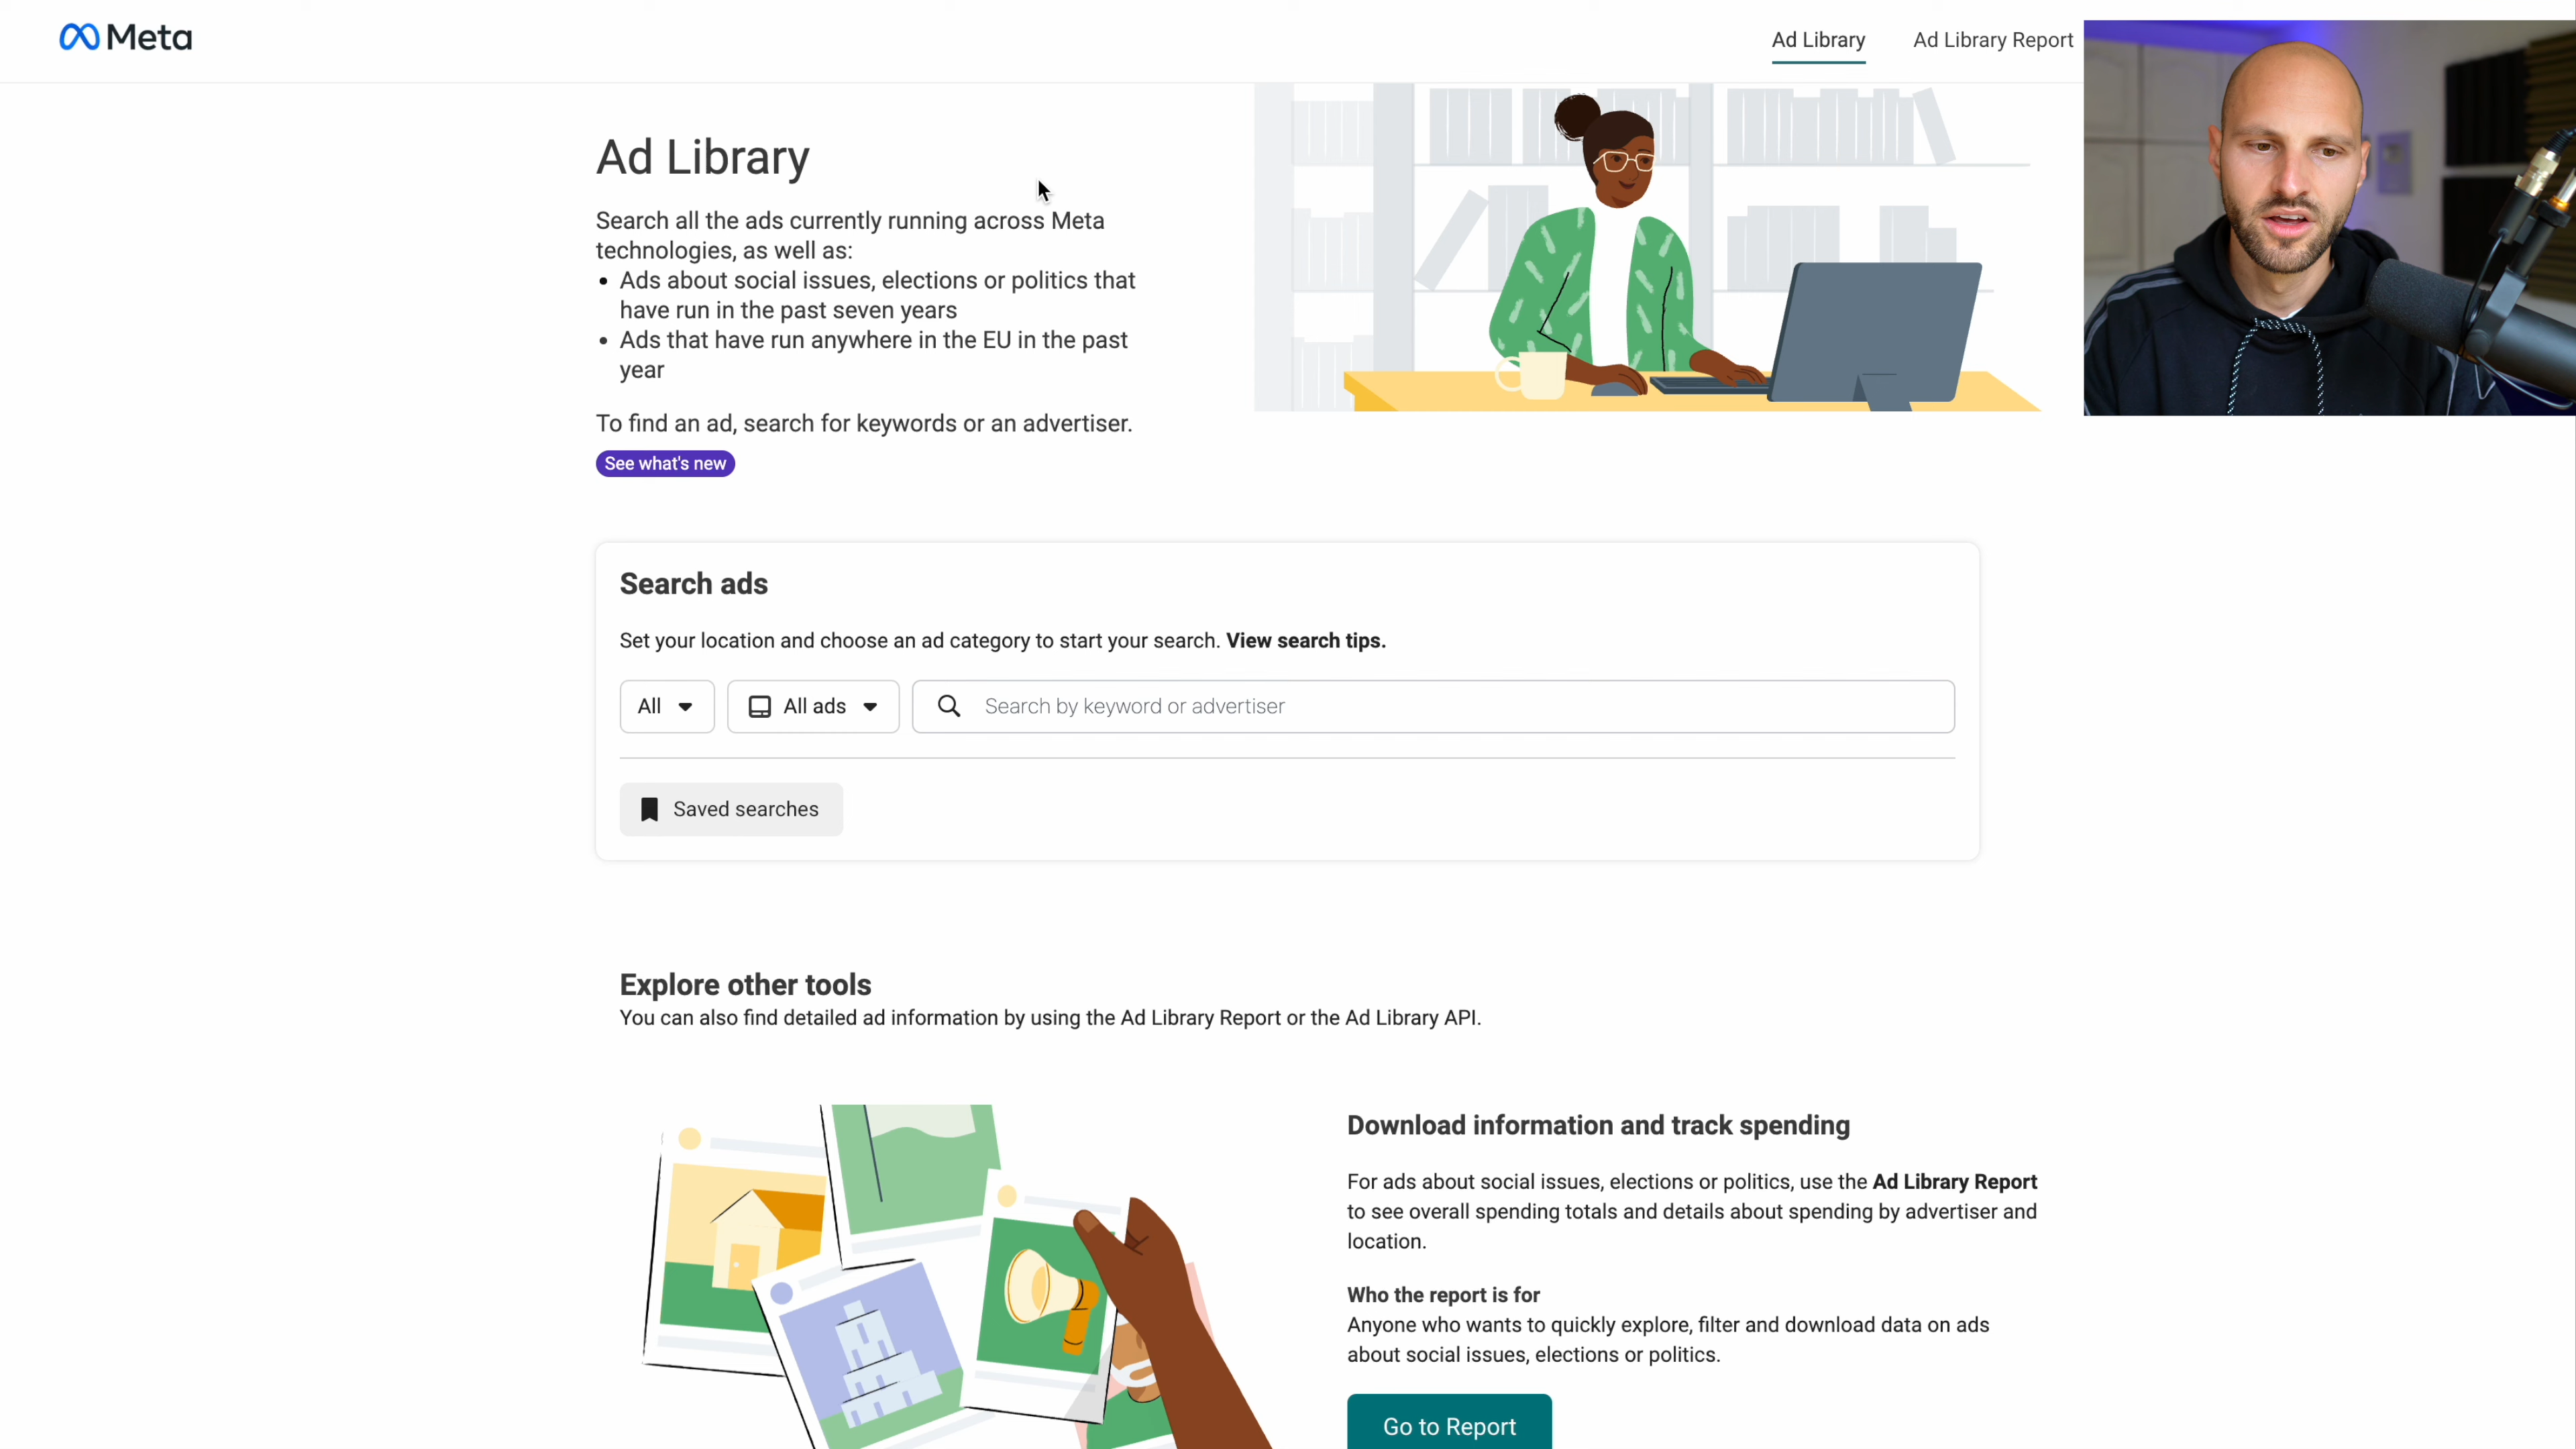 Meta
Ad Library
Ad Library Report
Ad Library
Search all the ads currently running across Meta
technologies, as well as:
• Ads about social issues, elections or politics that
have run in the past seven years
• Ads that have run anywhere in the EU in the past
year
To find an ad, search for keywords or an advertiser.
See what's new
Search ads
Set your location and choose an ad category to start your search. View search tips.
All
All ads
Search by keyword or advertiser
Saved searches
Explore other tools
You can also find detailed ad information by using the Ad Library Report or the Ad Library API.
Download information and track spending
For ads about social issues, elections or politics, use the Ad Library Report
to see overall spending totals and details about spending by advertiser and
location.
Who the report is for
Anyone who wants to quickly explore, filter and download data on ads
about social issues, elections or politics.
Go to Report